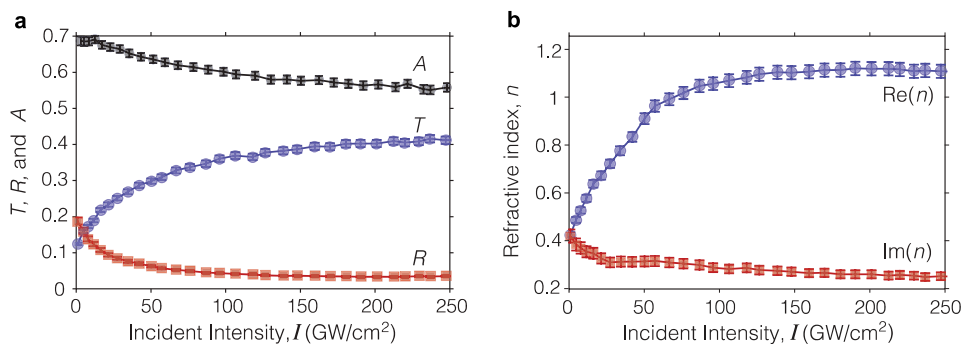 a
0.7
0.6
0.5
0.4
0.3
0.2
0.1
0
T, R, and A
A
T
R
0 50 100 150 200 250
Incident Intensity, I (GW/cm²)
b
1.2
1
0.8
0.6
0.4
0.2
Refractive index, n
Re(n)
Im(n)
0 50 100 150 200 250
Incident Intensity, I (GW/cm²)